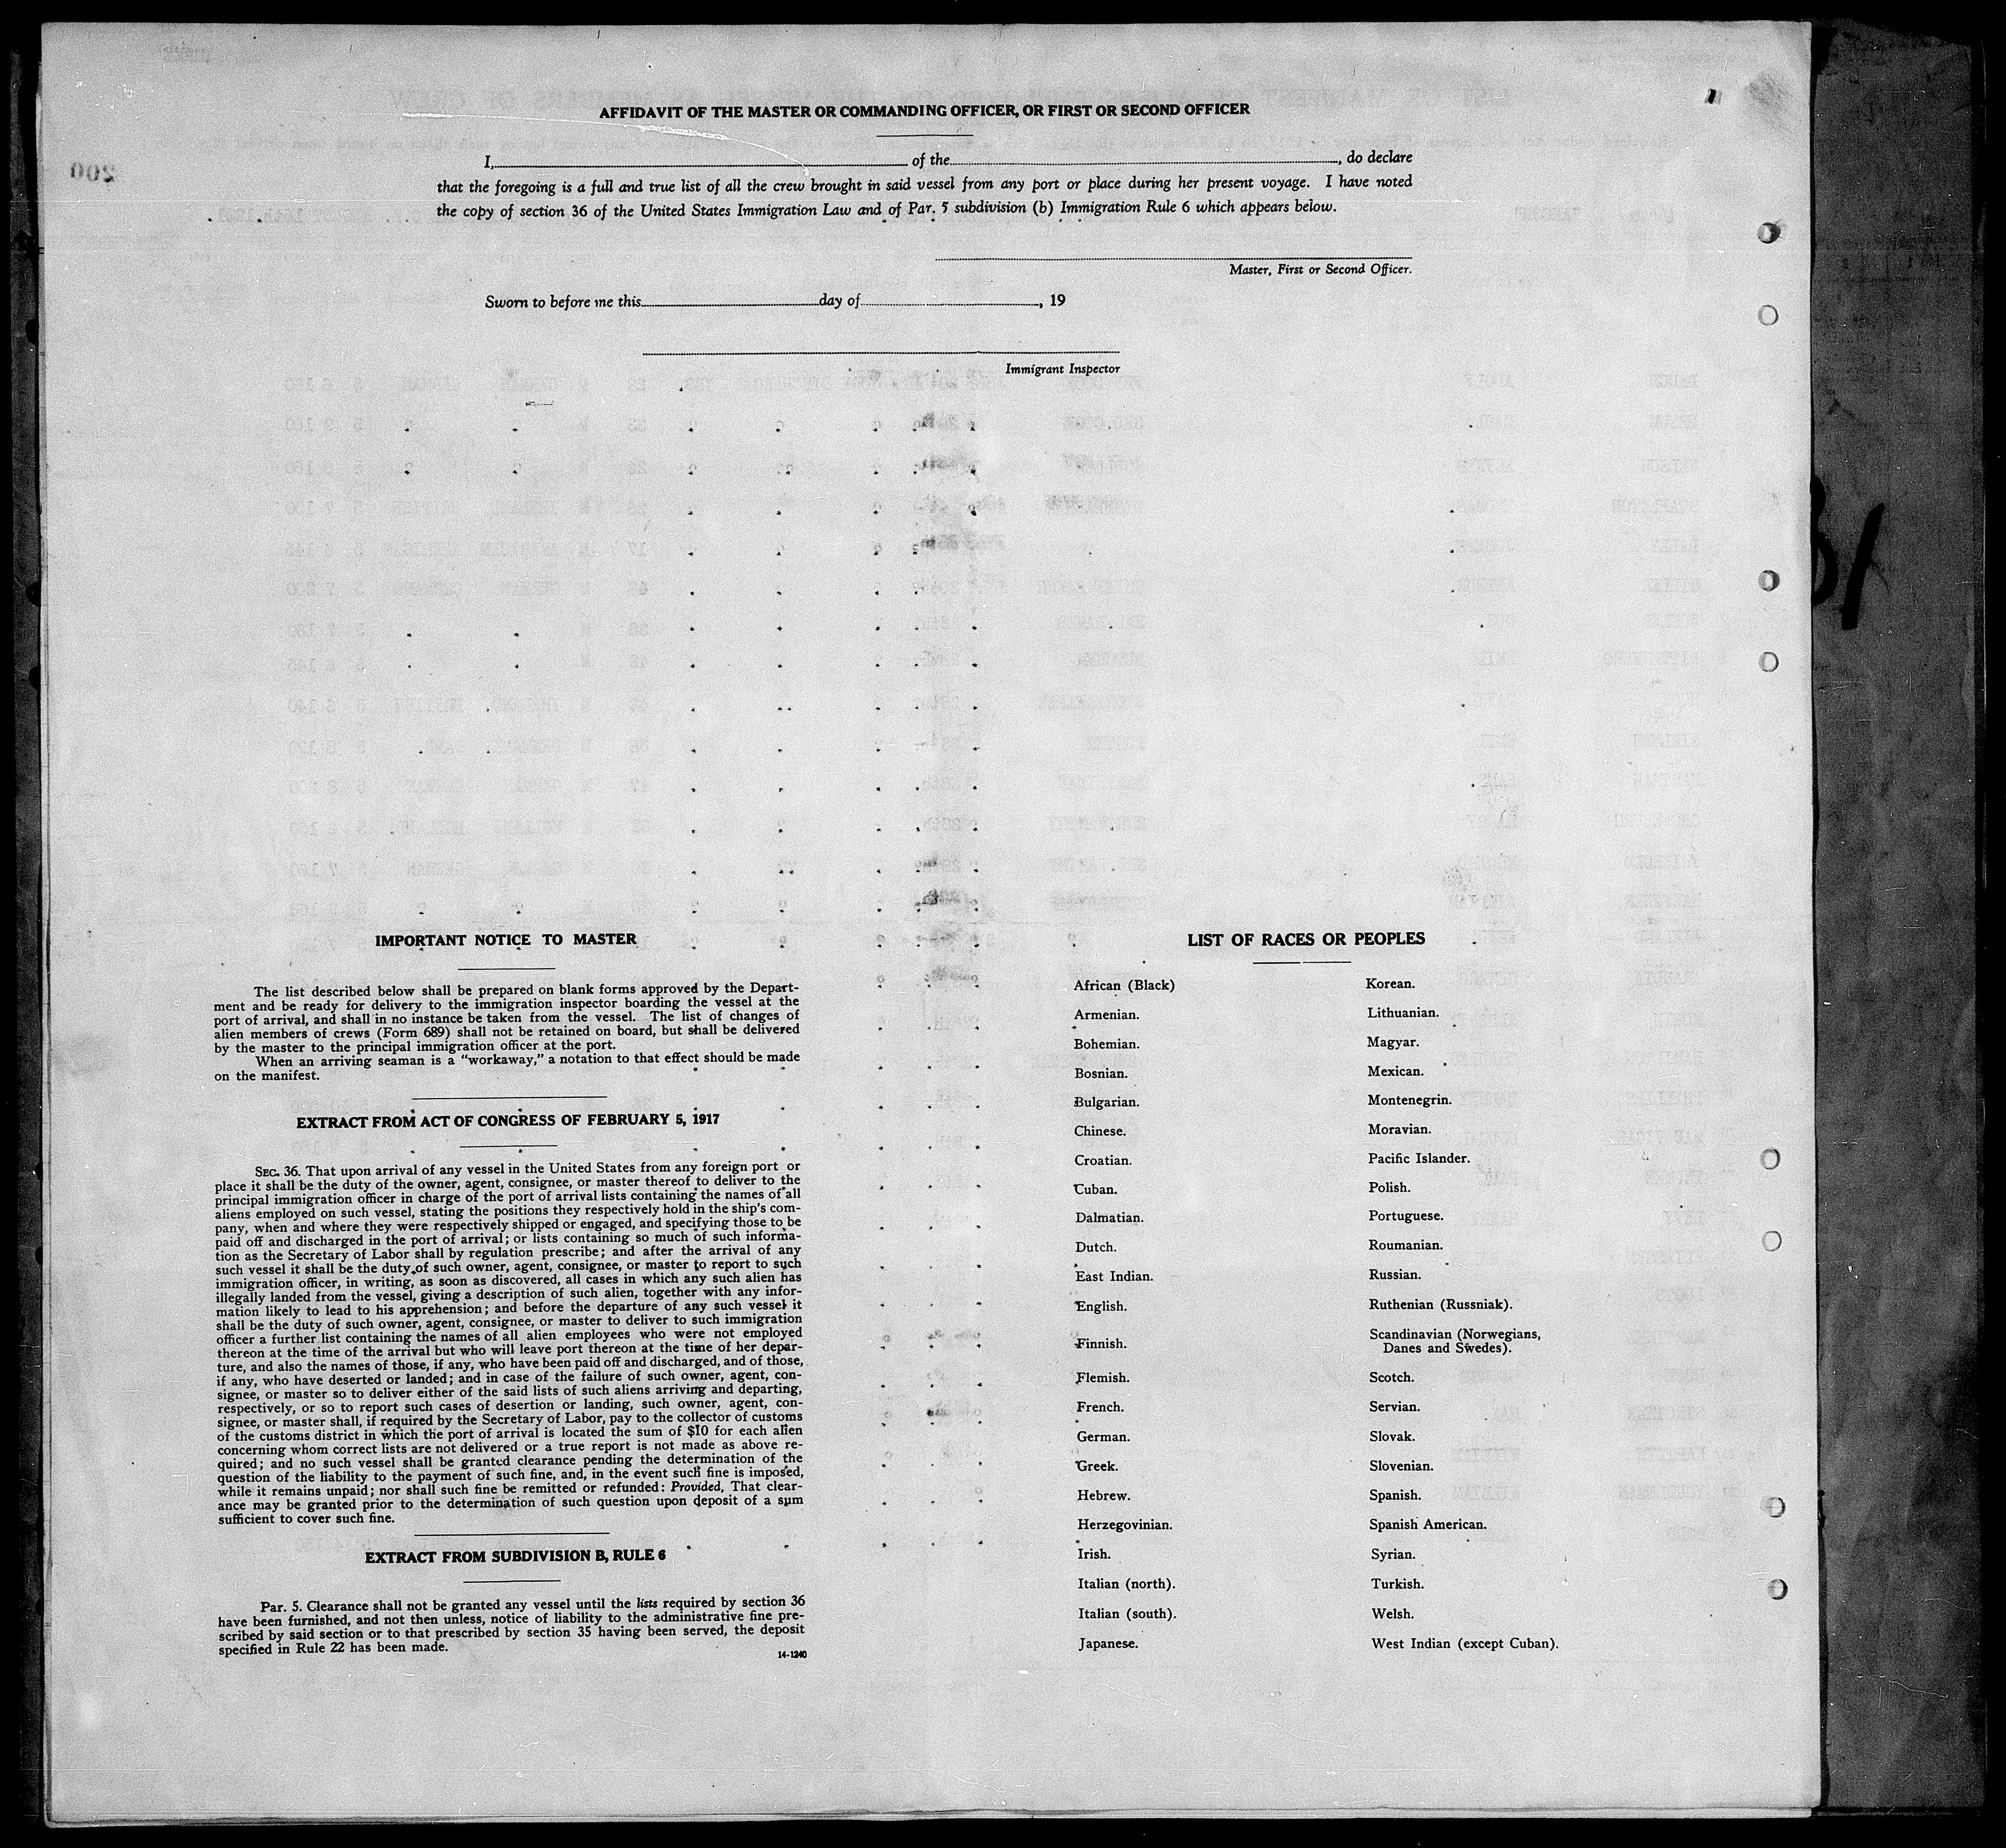 AFFIDAVIT OF THE MASTER OR COMMANDING OFFICER, OR FIRST OR SECOND OFFICER
I, of the , do declare
that the foregoing is a full and true list of all the crew brought in said vessel from any port or place during her present voyage. I have noted
the copy of section 36 of the United States Immigration Law and of Par. 5 subdivision (b) Immigration Rule 6 which appears below.
Master, First or Second Officer.
Sworn to before me this day of , 19
Immigrant Inspector
IMPORTANT NOTICE TO MASTER
The list described below shall be prepared on blank forms approved by the Depart-
ment and be ready for delivery to the immigration inspector boarding the vessel at the
port of arrival, and shall in no instance be taken from the vessel. The list of changes of
alien members of crews (Form 689) shall not be retained on board, but shall be delivered
by the master to the principal immigration officer at the port.
When an arriving seaman is a "workaway," a notation to that effect should be made
on the manifest.
EXTRACT FROM ACT OF CONGRESS OF FEBRUARY 5, 1917
SEC. 36. That upon arrival of any vessel in the United States from any foreign port or
place it shall be the duty of the owner, agent, consignee, or master thereof to deliver to the
principal immigration officer in charge of the port of arrival lists containing the names of all
aliens employed on such vessel, stating the positions they respectively hold in the ship's com-
pany, when and where they were respectively shipped or engaged, and specifying those to be
paid off and discharged in the port of arrival; or lists containing so much of such informa-
tion as the Secretary of Labor shall by regulation prescribe; and after the arrival of any
such vessel it shall be the duty of such owner, agent, consignee, or master to report to such
immigration officer, in writing, as soon as discovered, all cases in which any such alien has
illegally landed from the vessel, giving a description of such alien, together with any infor-
mation likely to lead to his apprehension; and before the departure of any such vessel it
shall be the duty of such owner, agent, consignee, or master to deliver to such immigration
officer a further list containing the names of all alien employees who were not employed
thereon at the time of the arrival but who will leave port thereon at the time of her depar-
ture, and also the names of those, if any, who have been paid off and discharged, and of those,
if any, who have deserted or landed; and in case of the failure of such owner, agent, con-
signee, or master so to deliver either of the said lists of such aliens arriving and departing,
respectively, or so to report such cases of desertion or landing, such owner, agent, con-
signee, or master shall, if required by the Secretary of Labor, pay to the collector of customs
of the customs district in which the port of arrival is located the sum of $10 for each alien
concerning whom correct lists are not delivered or a true report is not made as above re-
quired; and no such vessel shall be granted clearance pending the determination of the
question of the liability to the payment of such fine, and, in the event such fine is imposed,
while it remains unpaid; nor shall such fine be remitted or refunded: Provided, That clear-
ance may be granted prior to the determination of such question upon deposit of a sum
sufficient to cover such fine.
EXTRACT FROM SUBDIVISION B, RULE 6
Par. 5. Clearance shall not be granted any vessel until the lists required by section 36
have been furnished, and not then unless, notice of liability to the administrative fine pre-
scribed by said section or to that prescribed by section 35 having been served, the deposit
specified in Rule 22 has been made.
14-1240
LIST OF RACES OR PEOPLES
African (Black)
Armenian.
Bohemian.
Bosnian.
Bulgarian.
Chinese.
Croatian.
Cuban.
Dalmatian.
Dutch.
East Indian.
English.
Finnish.
Flemish.
French.
German.
Greek.
Hebrew.
Herzegovinian.
Irish.
Italian (north).
Italian (south).
Japanese.
Korean.
Lithuanian.
Magyar.
Mexican.
Montenegrin.
Moravian.
Pacific Islander.
Polish.
Portuguese.
Roumanian.
Russian.
Ruthenian (Russniak).
Scandinavian (Norwegians,
Danes and Swedes).
Scotch.
Servian.
Slovak.
Slovenian.
Spanish.
Spanish American.
Syrian.
Turkish.
Welsh.
West Indian (except Cuban).